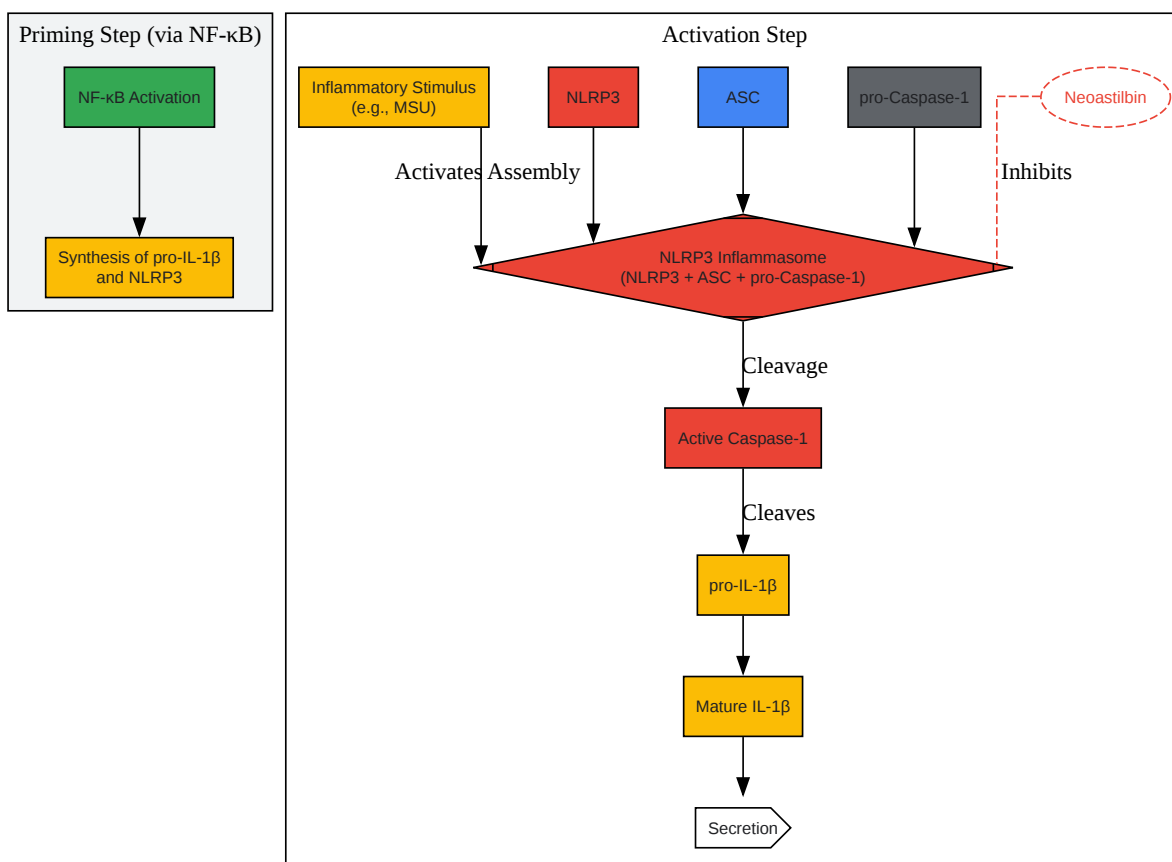 Priming Step (via NF-κB)
NF-κB Activation
Synthesis of pro-IL-1β
and NLRP3
Activation Step
Inflammatory Stimulus
(e.g., MSU)
NLRP3
ASC
pro-Caspase-1
Neoastilbin
Activates Assembly
Inhibits
NLRP3 Inflammasome
(NLRP3 + ASC + pro-Caspase-1)
Cleavage
Active Caspase-1
Cleaves
pro-IL-1β
Mature IL-1β
Secretion